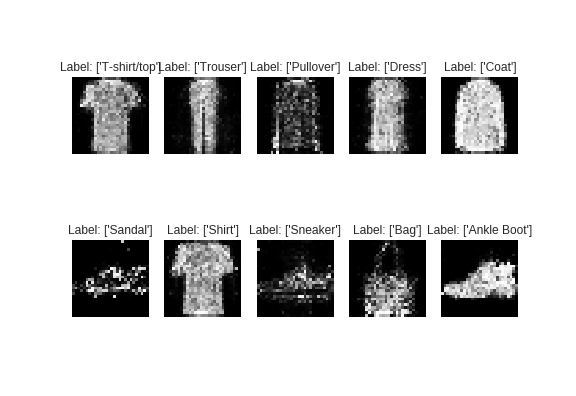 Label: ['T-shirt/top'] Label: ['Trouser'] Label: ['Pullover'] Label: ['Dress'] Label: ['Coat']
Label: ['Sandal'] Label: ['Shirt'] Label: ['Sneaker'] Label: ['Bag'] Label: ['Ankle Boot']